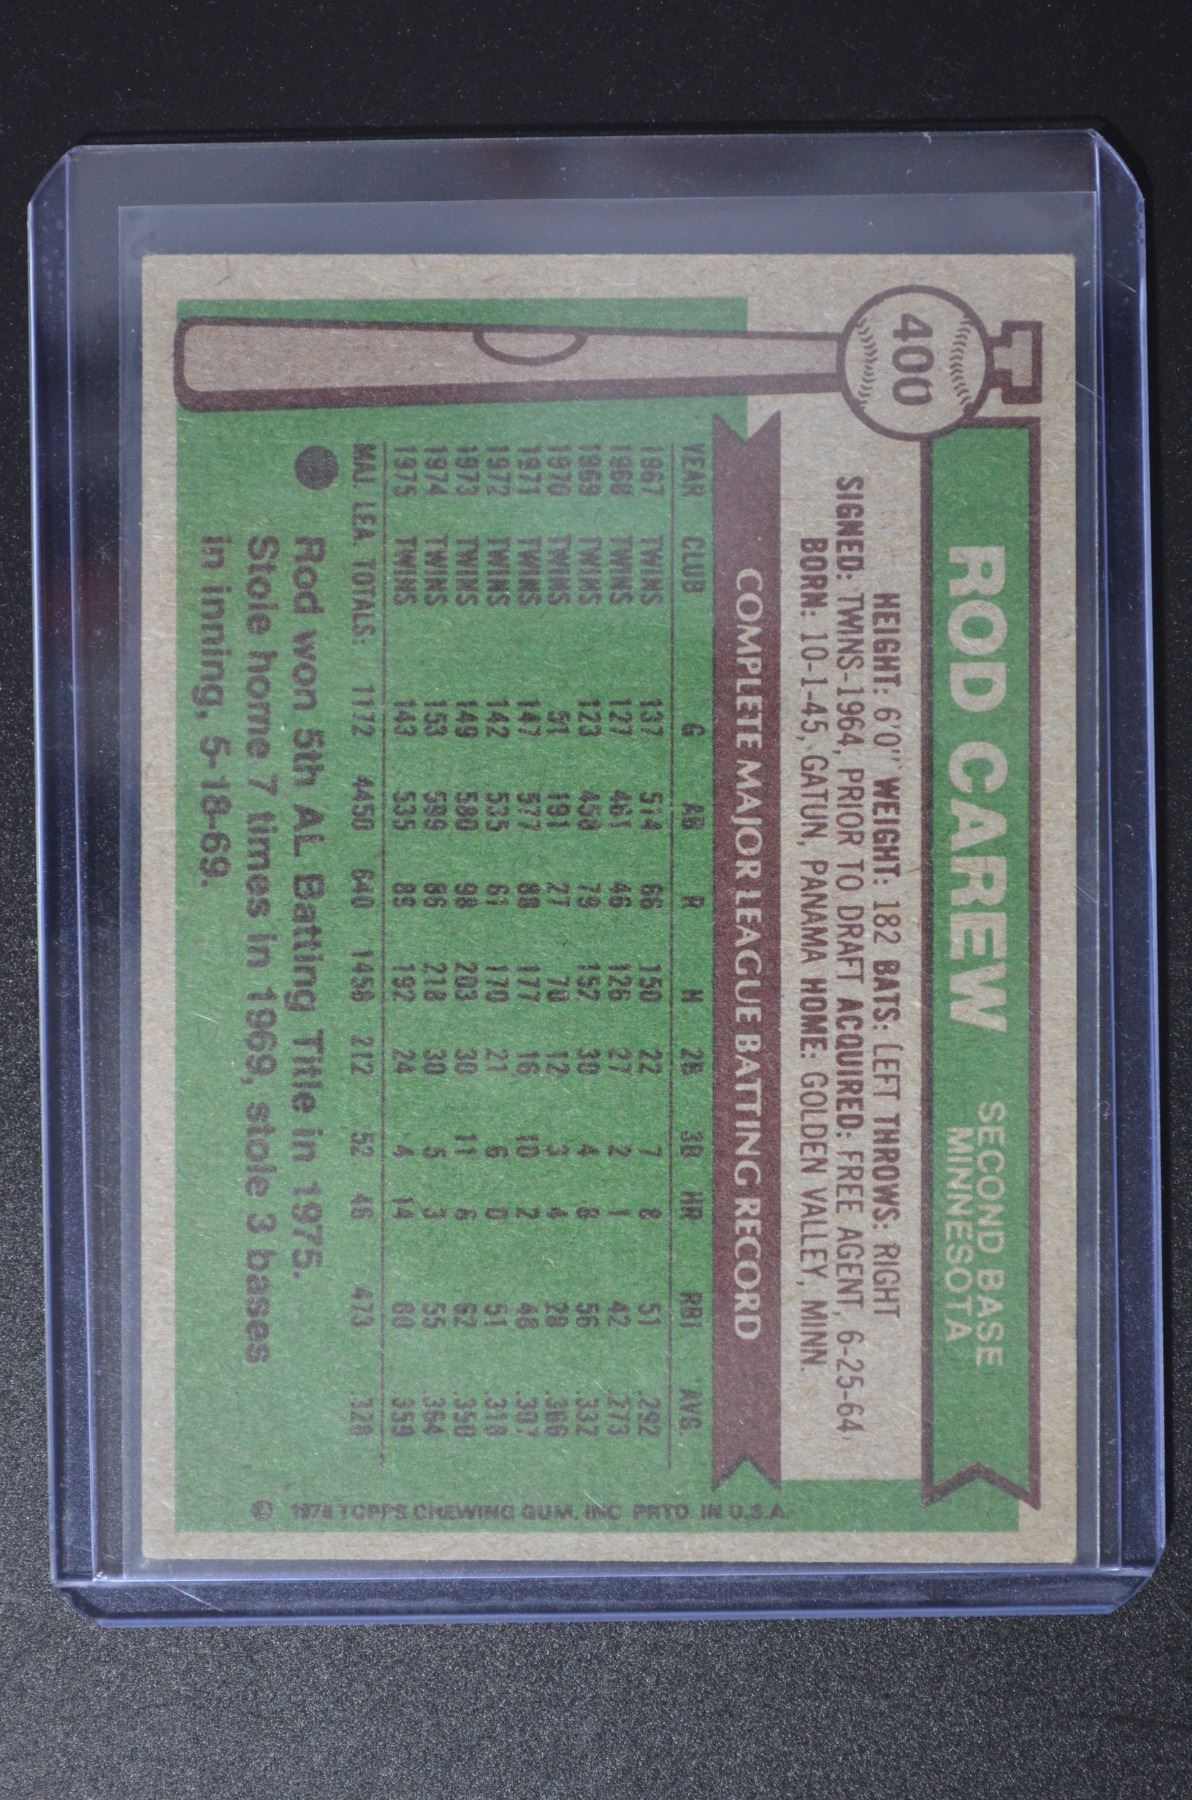 400
T
ROD CAREW
SECOND BASE
MINNESOTA
HEIGHT: 6'0" WEIGHT: 182 BATS: LEFT THROWS: RIGHT
SIGNED: TWINS-1964, PRIOR TO DRAFT ACQUIRED: FREE AGENT, 6-25-64
BORN: 10-1-45, GATUN, PANAMA HOME: GOLDEN VALLEY, MINN.
COMPLETE MAJOR LEAGUE BATTING RECORD
YEAR CLUB G AB R H 2B 3B HR RBI AVG.
1967 TWINS 137 514 66 150 22 7 8 51 .292
1968 TWINS 127 461 46 126 27 2 1 42 .273
1969 TWINS 123 458 79 152 30 4 8 56 .332
1970 TWINS 51 191 27 70 12 3 4 28 .366
1971 TWINS 147 577 88 177 16 10 2 48 .307
1972 TWINS 142 535 61 170 21 6 0 51 .318
1973 TWINS 149 580 98 203 30 11 6 62 .350
1974 TWINS 153 599 86 218 30 5 3 55 .364
1975 TWINS 143 535 89 192 24 4 14 80 .359
MAJ. LEA. TOTALS: 1172 4450 640 1458 212 52 46 473 .328
Rod won 5th AL Batting Title in 1975.
Stole home 7 times in 1969, stole 3 bases
in inning, 5-18-69.
© 1976 TOPPS CHEWING GUM, INC. PRTD. IN U.S.A.